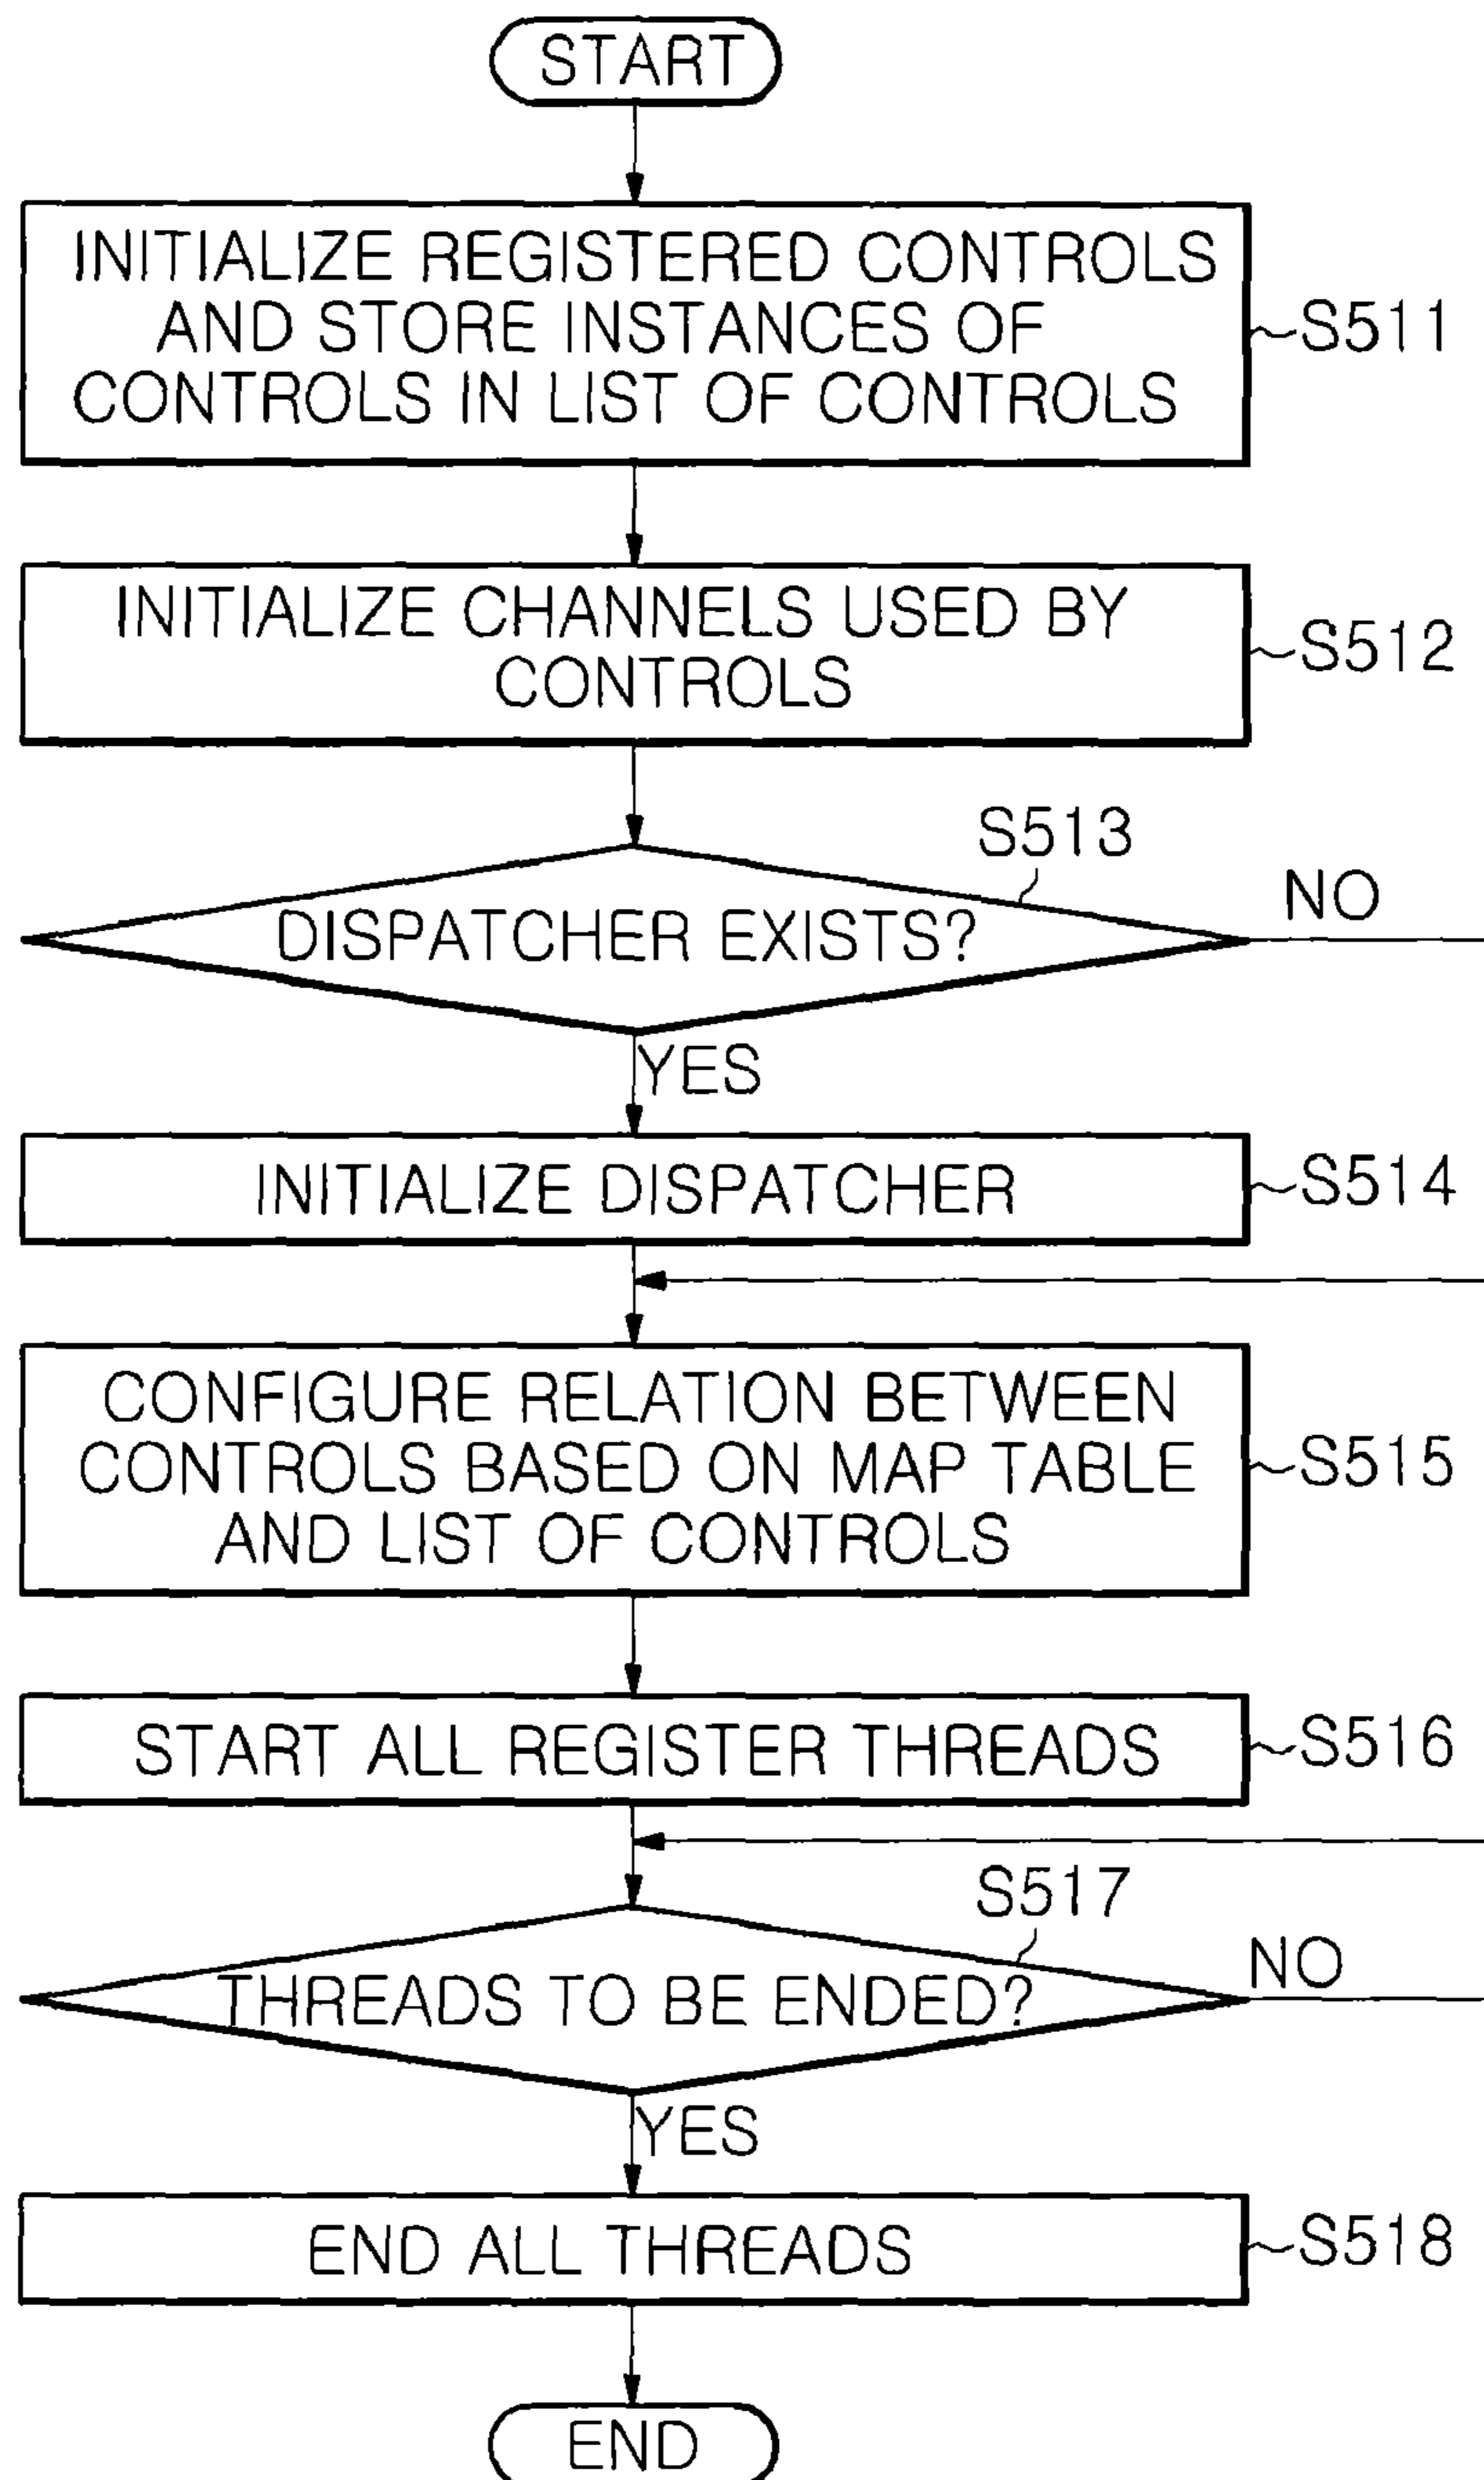 START
INITIALIZE REGISTERED CONTROLS
AND STORE INSTANCES OF
CONTROLS IN LIST OF CONTROLS
S511
INITIALIZE CHANNELS USED BY
CONTROLS
S512
S513
DISPATCHER EXISTS?
NO
YES
INITIALIZE DISPATCHER
S514
CONFIGURE RELATION BETWEEN
CONTROLS BASED ON MAP TABLE
AND LIST OF CONTROLS
S515
START ALL REGISTER THREADS
S516
S517
THREADS TO BE ENDED?
NO
YES
END ALL THREADS
S518
END